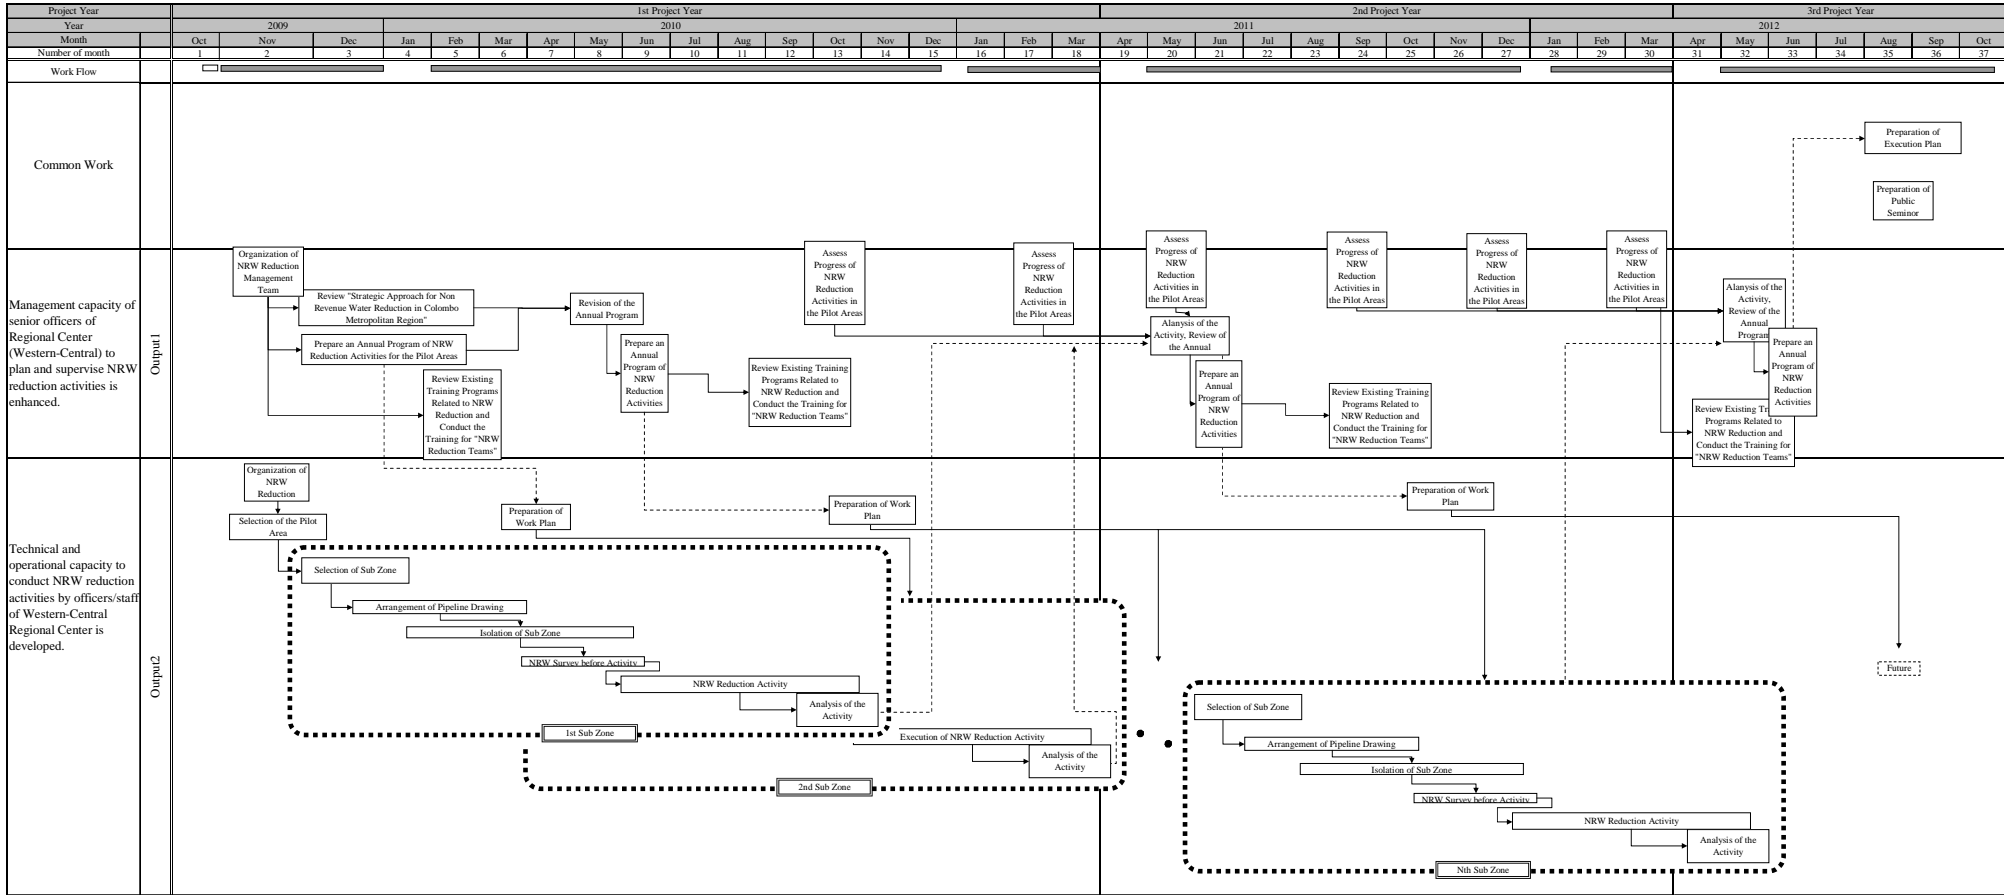 Project Year
1st Project Year
2nd Project Year
3rd Project Year
Year
2009
2010
2011
2012
Month
Oct
Nov
Dec
Jan
Feb
Mar
Apr
May
Jun
Jul
Aug
Sep
Oct
Nov
Dec
Jan
Feb
Mar
Apr
May
Jun
Jul
Aug
Sep
Oct
Nov
Dec
Jan
Feb
Mar
Apr
May
Jun
Jul
Aug
Sep
Oct
Number of month
1
2
3
4
5
6
7
8
9
10
11
12
13
14
15
16
17
18
19
20
21
22
23
24
25
26
27
28
29
30
31
32
33
34
35
36
37
Work Flow
Common Work
Preparation of
Execution Plan
Preparation of
Public
Seminor
Management capacity of
senior officers of
Regional Center
(Western-Central) to
plan and supervise NRW
reduction activities is
enhanced.
Output1
Organization of
NRW Reduction
Management
Team
Review "Strategic Approach for Non
Revenue Water Reduction in Colombo
Metropolitan Region"
Prepare an Annual Program of NRW
Reduction Activities for the Pilot Areas
Review Existing
Training Programs
Related to NRW
Reduction and
Conduct the
Training for "NRW
Reduction Teams"
Revision of the
Annual Program
Prepare an
Annual
Program of
NRW
Reduction
Activities
Review Existing Training
Programs Related to
NRW Reduction and
Conduct the Training for
"NRW Reduction Teams"
Assess
Progress of
NRW
Reduction
Activities in
the Pilot Areas
Assess
Progress of
NRW
Reduction
Activities in
the Pilot Areas
Assess
Progress of
NRW
Reduction
Activities in
the Pilot Areas
Alanysis of the
Activity, Review of
the Annual
Prepare an
Annual
Program of
NRW
Reduction
Activities
Assess
Progress of
NRW
Reduction
Activities in
the Pilot Areas
Review Existing Training
Programs Related to
NRW Reduction and
Conduct the Training for
"NRW Reduction Teams"
Assess
Progress of
NRW
Reduction
Activities in
the Pilot Areas
Assess
Progress of
NRW
Reduction
Activities in
the Pilot Areas
Alanysis of the
Activity,
Review of the
Annual
Program
Prepare an
Annual
Program of
NRW
Reduction
Activities
Review Existing Tr
Programs Related to
NRW Reduction and
Conduct the Training for
"NRW Reduction Teams"
Technical and
operational capacity to
conduct NRW reduction
activities by officers/staff
of Western-Central
Regional Center is
developed.
Output2
Organization of
NRW
Reduction
Selection of the Pilot
Area
Preparation of
Work Plan
Preparation of Work
Plan
Preparation of Work
Plan
Selection of Sub Zone
Arrangement of Pipeline Drawing
Isolation of Sub Zone
NRW Survey before Activity
NRW Reduction Activity
Analysis of the
Activity
1st Sub Zone
Execution of NRW Reduction Activity
Analysis of the
Activity
2nd Sub Zone
Future
Selection of Sub Zone
Arrangement of Pipeline Drawing
Isolation of Sub Zone
NRW Survey before Activity
NRW Reduction Activity
Analysis of the
Activity
Nth Sub Zone